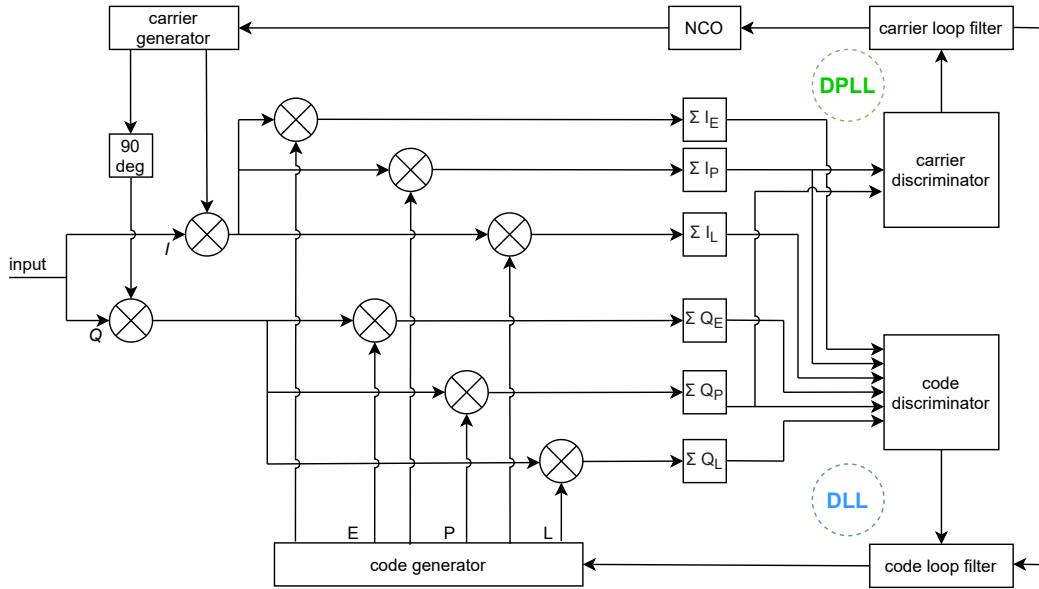 carrier
generator
NCO
carrier loop filter
DPLL
90
deg
Σ I_E
Σ I_P
carrier
discriminator
Σ I_L
I
input
Q
Σ Q_E
Σ Q_P
code
discriminator
Σ Q_L
DLL
E
P
L
code generator
code loop filter